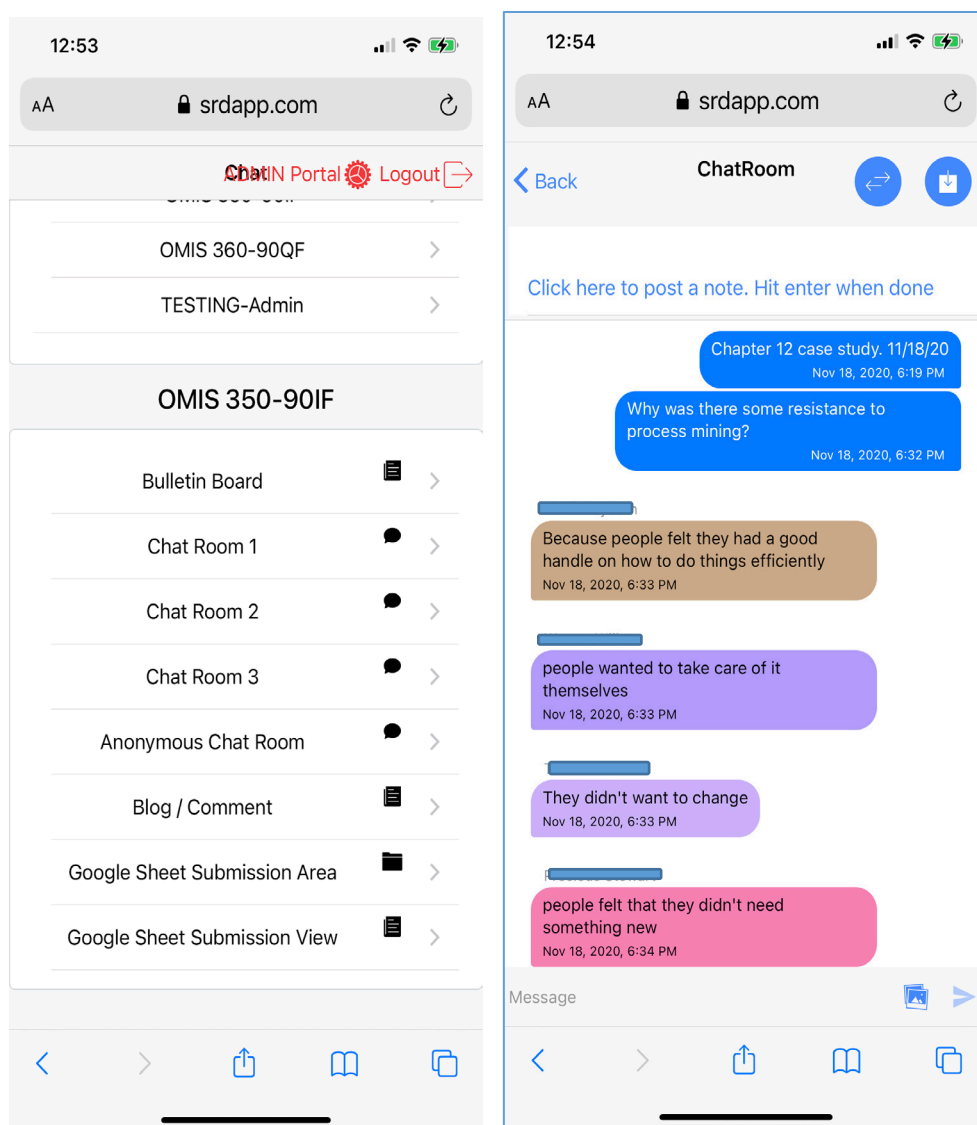 12:53
AA srdapp.com
Chat
ADMIN Portal Logout
OMIS 360-90QF
TESTING-Admin
OMIS 350-90IF
Bulletin Board
Chat Room 1
Chat Room 2
Chat Room 3
Anonymous Chat Room
Blog / Comment
Google Sheet Submission Area
Google Sheet Submission View
12:54
AA srdapp.com
Back
ChatRoom
Click here to post a note. Hit enter when done
Chapter 12 case study. 11/18/20
Nov 18, 2020, 6:19 PM
Why was there some resistance to
process mining?
Nov 18, 2020, 6:32 PM
Because people felt they had a good
handle on how to do things efficiently
Nov 18, 2020, 6:33 PM
people wanted to take care of it
themselves
Nov 18, 2020, 6:33 PM
They didn't want to change
Nov 18, 2020, 6:33 PM
people felt that they didn't need
something new
Nov 18, 2020, 6:34 PM
Message